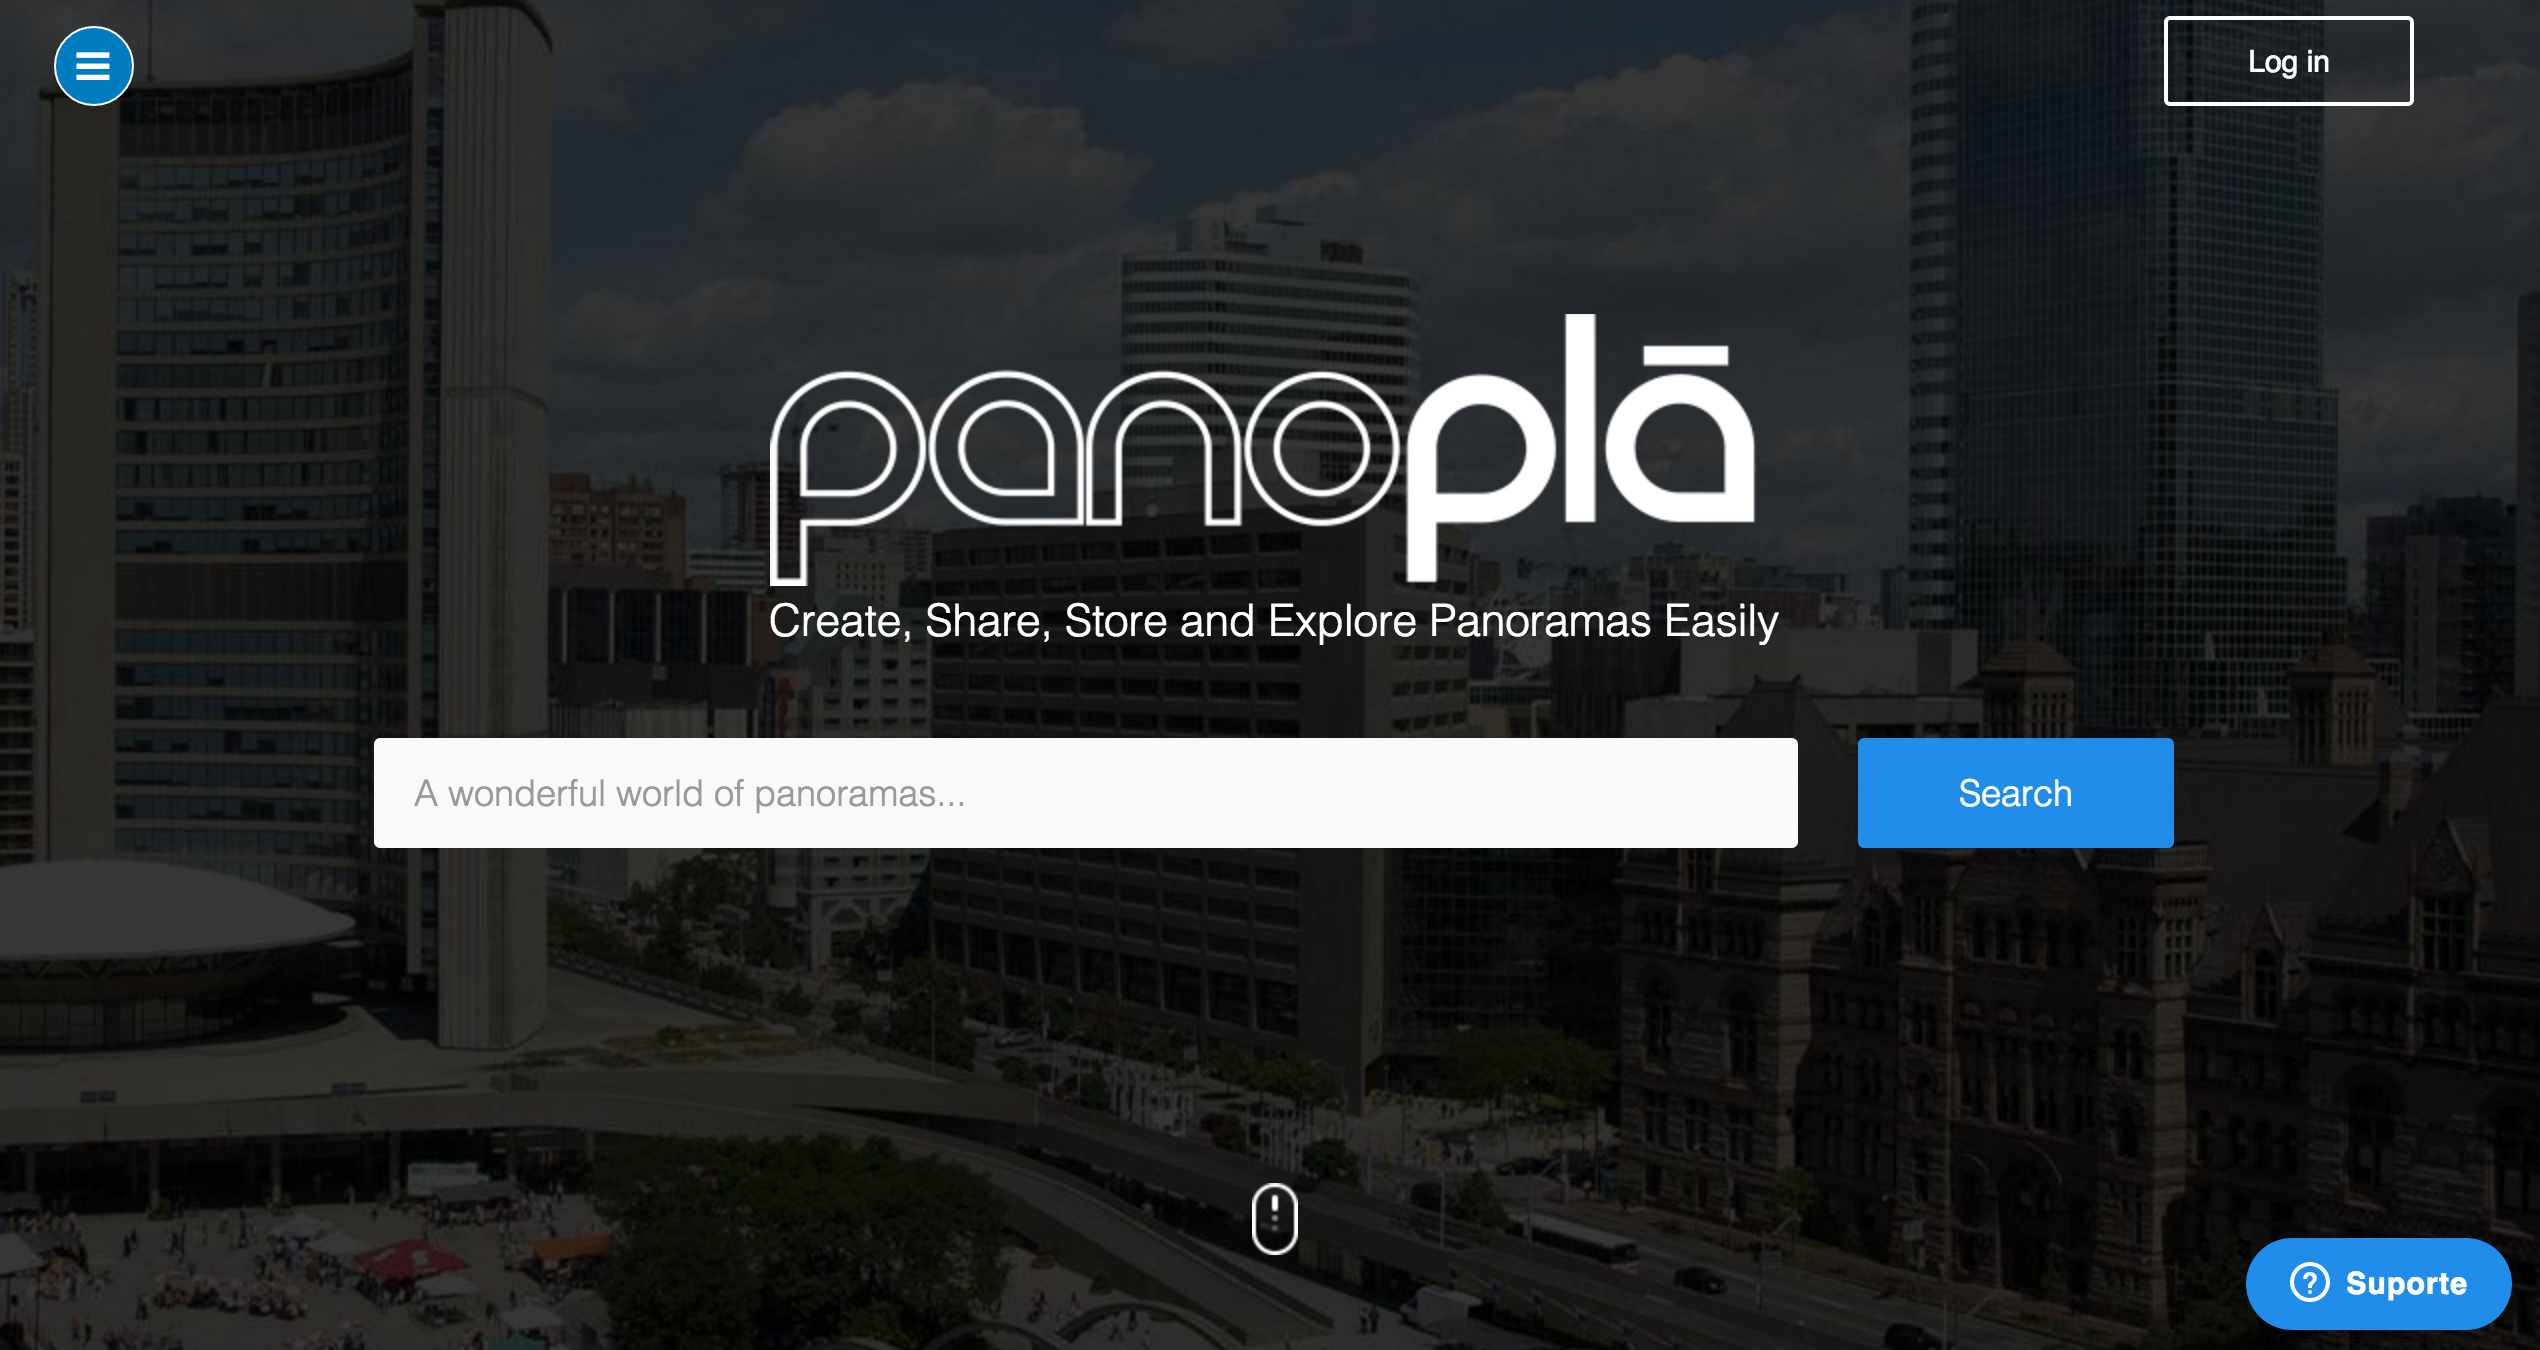 Log in
panoplā
Create, Share, Store and Explore Panoramas Easily
A wonderful world of panoramas...
Search
Suporte